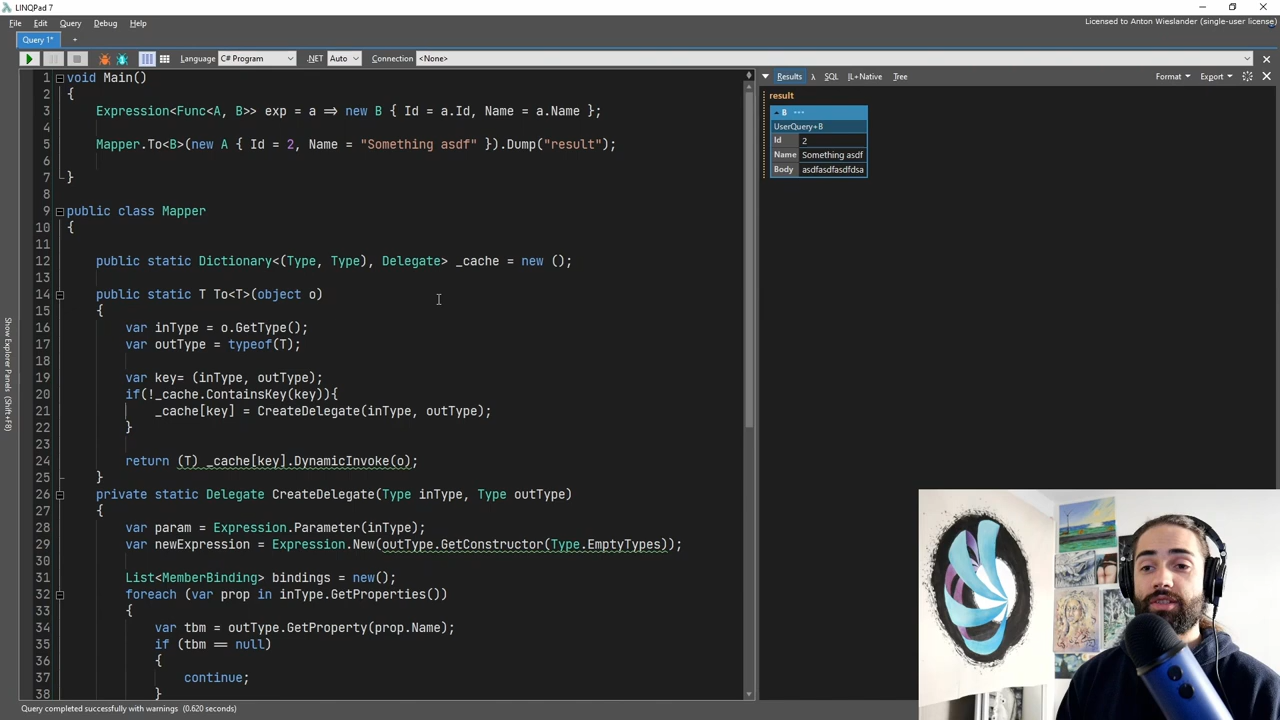 LINQPad 7
File Edit Query Debug Help
Licensed to Anton Wieslander (single-user license)
Query 1* +
Language C# Program .NET Auto Connection <None>
Show Explorer Panels (Shift+F8)
1 void Main()
2 {
3 Expression<Func<A, B>> exp = a => new B { Id = a.Id, Name = a.Name };
4
5 Mapper.To<B>(new A { Id = 2, Name = "Something asdf" }).Dump("result");
6
7 }
8
9 public class Mapper
10 {
11
12 public static Dictionary<(Type, Type), Delegate> _cache = new ();
13
14 public static T To<T>(object o)
15 {
16 var inType = o.GetType();
17 var outType = typeof(T);
18
19 var key= (inType, outType);
20 if(!_cache.ContainsKey(key)){
21 _cache[key] = CreateDelegate(inType, outType);
22 }
23
24 return (T) _cache[key].DynamicInvoke(o);
25 }
26 private static Delegate CreateDelegate(Type inType, Type outType)
27 {
28 var param = Expression.Parameter(inType);
29 var newExpression = Expression.New(outType.GetConstructor(Type.EmptyTypes));
30
31 List<MemberBinding> bindings = new();
32 foreach (var prop in inType.GetProperties())
33 {
34 var tbm = outType.GetProperty(prop.Name);
35 if (tbm == null)
36 {
37 continue;
38 }
Results λ SQL IL+Native Tree Format Export
result
B
UserQuery+B
Id 2
Name Something asdf
Body asdfasdfasdfdsa
Query completed successfully with warnings (0.620 seconds)